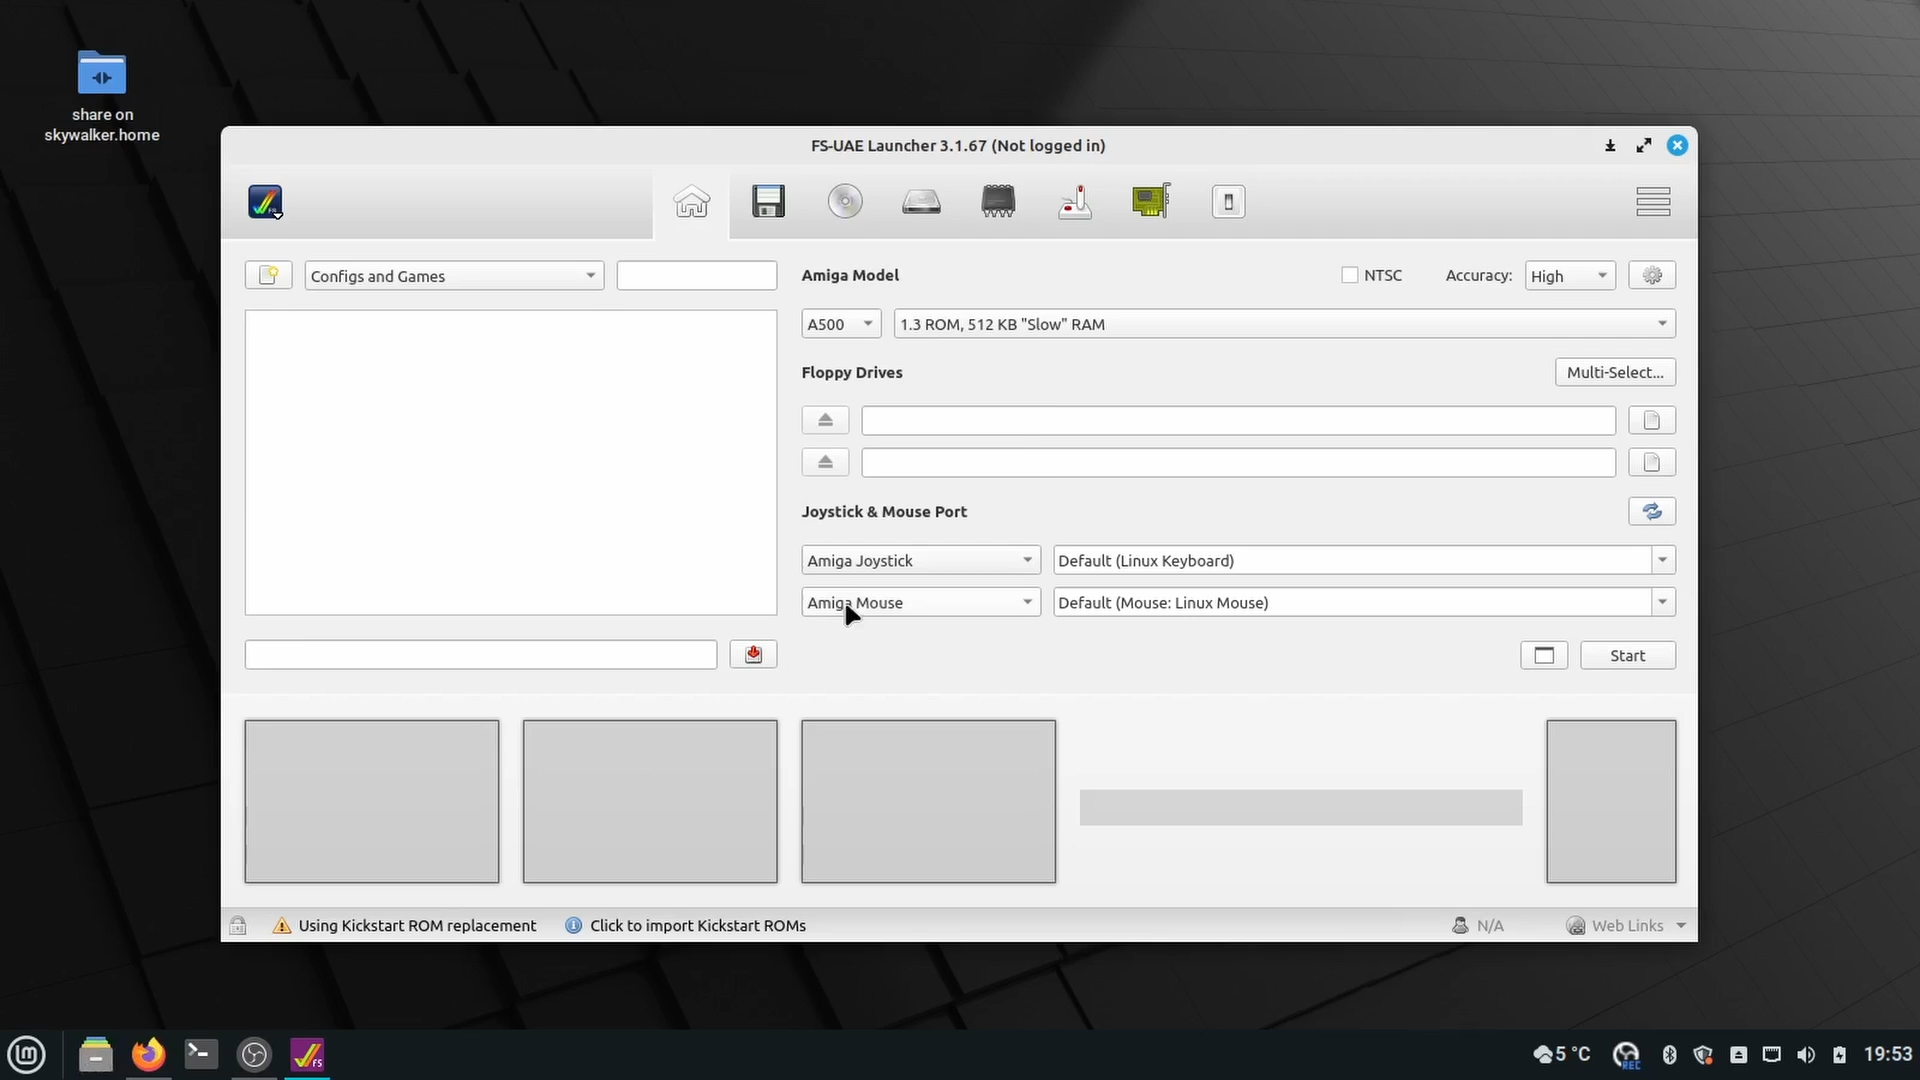 share on
skywalker.home
FS-UAE Launcher 3.1.67 (Not logged in)
FS
Configs and Games
Amiga Model
NTSC
Accuracy:
High
A500
1.3 ROM, 512 KB "Slow" RAM
Floppy Drives
Multi-Select...
Joystick & Mouse Port
Amiga Joystick
Default (Linux Keyboard)
Amiga Mouse
Default (Mouse: Linux Mouse)
Start
Using Kickstart ROM replacement
Click to import Kickstart ROMs
N/A
Web Links
FS
5 °C
REC
19:53